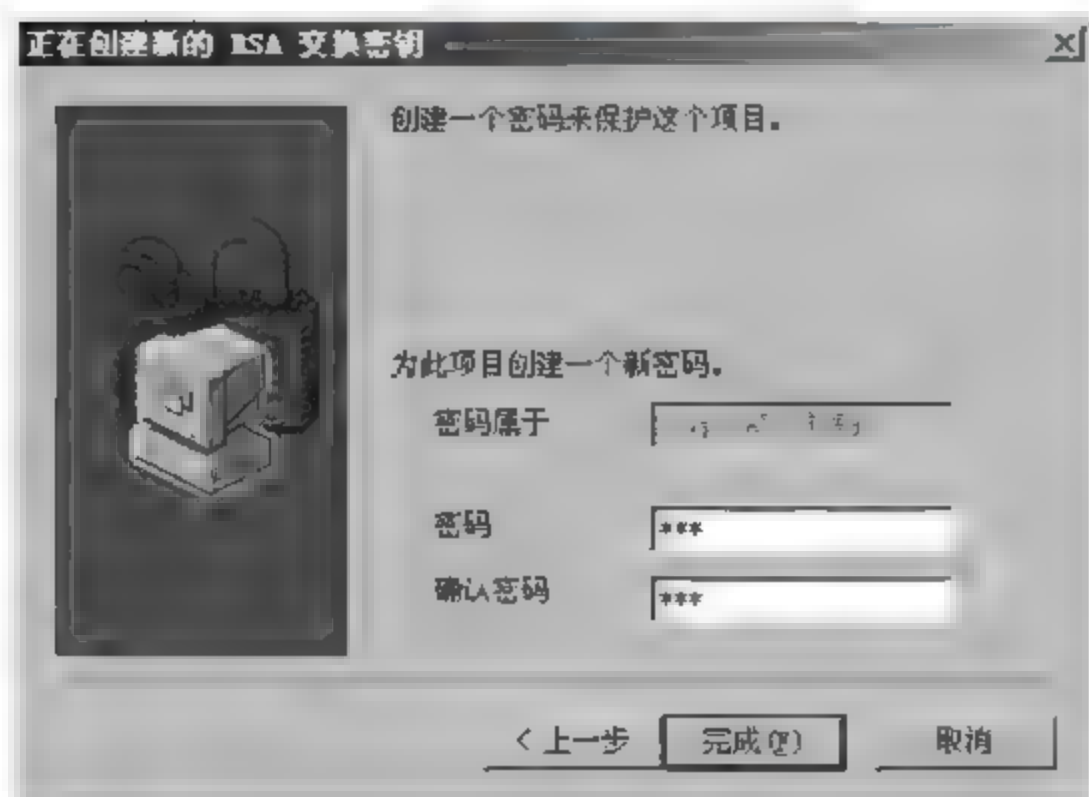 正在创建新的 RSA 交换密钥
创建一个密码来保护这个项目。
为此项目创建一个新密码。
密码属于
密码 ***
确认密码 ***
< 上一步 完成(F) 取消